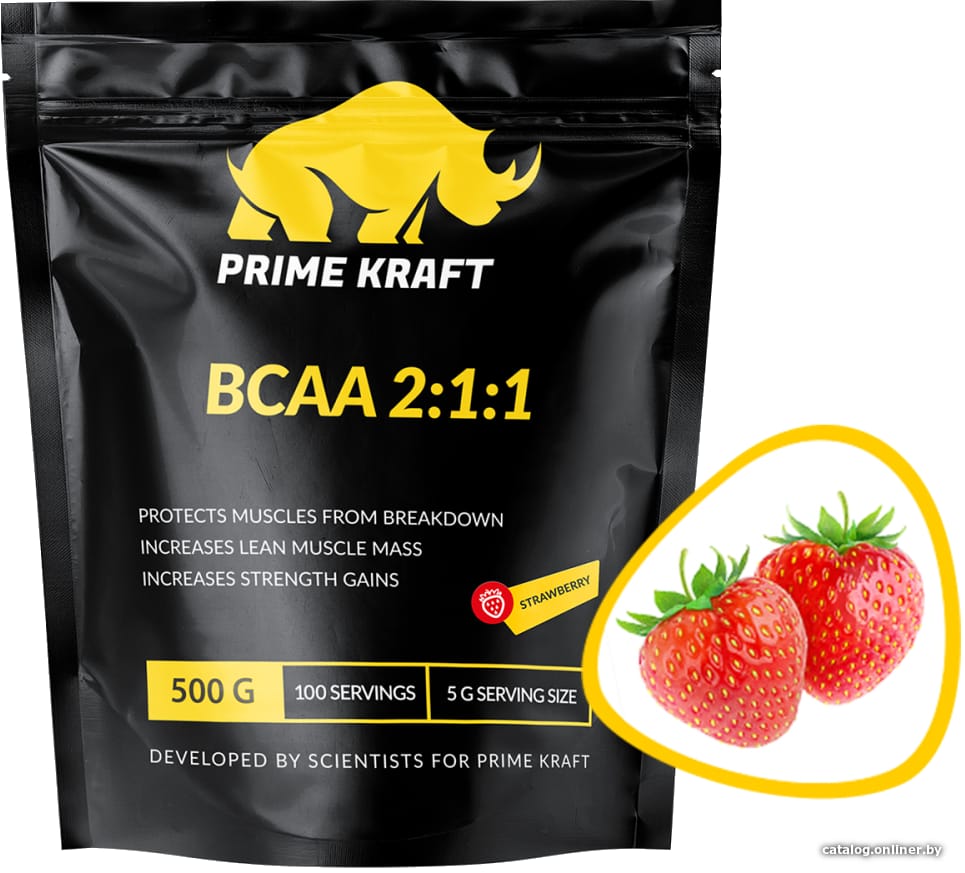 PRIME KRAFT
BCAA 2:1:1
PROTECTS MUSCLES FROM BREAKDOWN
INCREASES LEAN MUSCLE MASS
INCREASES STRENGTH GAINS
STRAWBERRY
500 G 100 SERVINGS 5 G SERVING SIZE
DEVELOPED BY SCIENTISTS FOR PRIME KRAFT
catalog.onliner.by